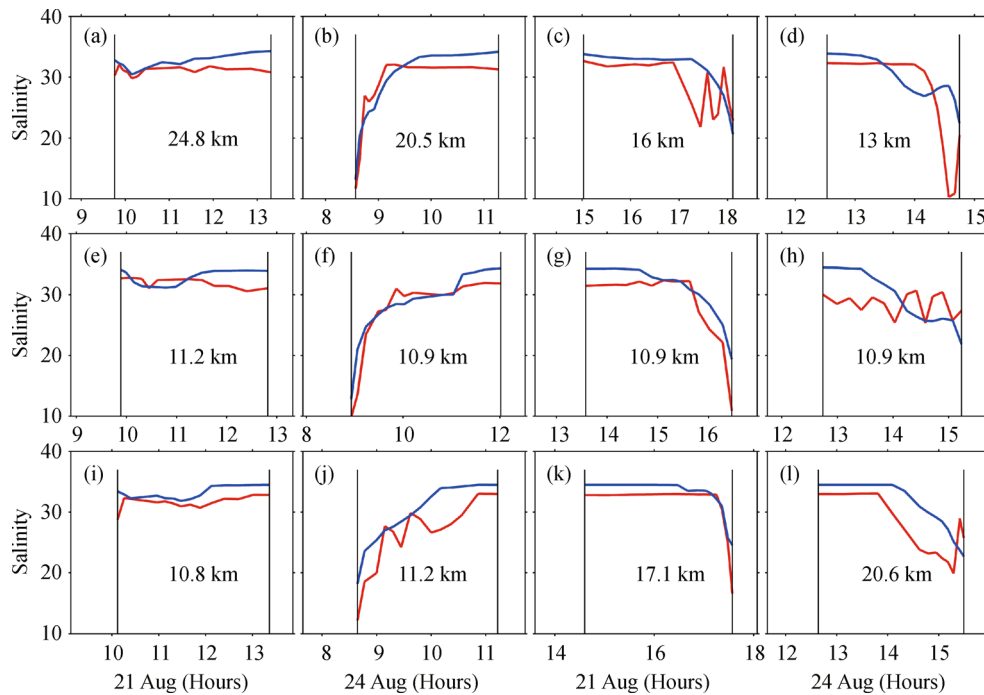 (a) (b) (c) (d)
40
30
20
10
Salinity
24.8 km 20.5 km 16 km 13 km
9 10 11 12 13 8 9 10 11 15 16 17 18 12 13 14 15
(e) (f) (g) (h)
40
30
20
10
Salinity
11.2 km 10.9 km 10.9 km 10.9 km
9 10 11 12 13 8 10 12 13 14 15 16 12 13 14 15
(i) (j) (k) (l)
40
30
20
10
Salinity
10.8 km 11.2 km 17.1 km 20.6 km
10 11 12 13 8 9 10 11 14 16 18 12 13 14 15
21 Aug (Hours) 24 Aug (Hours) 21 Aug (Hours) 24 Aug (Hours)